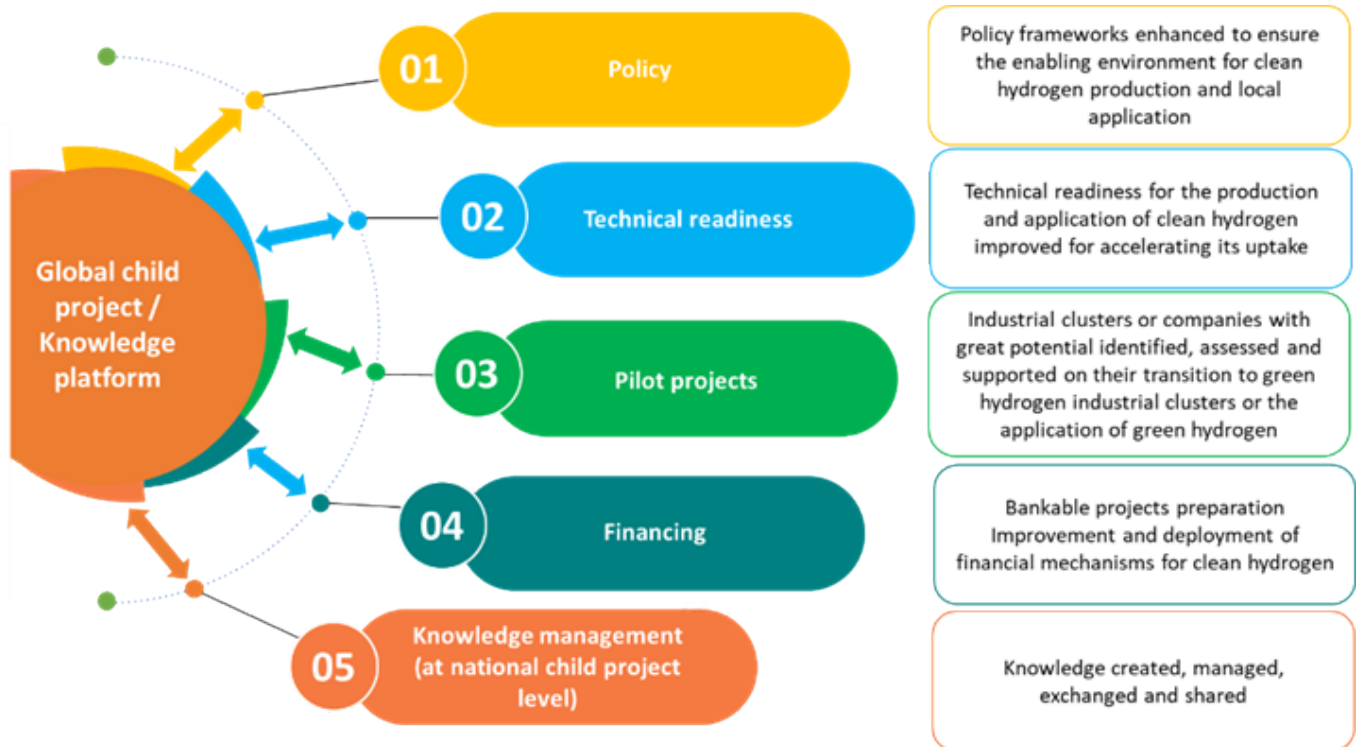 Global child
project /
Knowledge
platform
01
Policy
Policy frameworks enhanced to ensure
the enabling environment for clean
hydrogen production and local
application
02
Technical readiness
Technical readiness for the production
and application of clean hydrogen
improved for accelerating its uptake
03
Pilot projects
Industrial clusters or companies with
great potential identified, assessed and
supported on their transition to green
hydrogen industrial clusters or the
application of green hydrogen
04
Financing
Bankable projects preparation
Improvement and deployment of
financial mechanisms for clean hydrogen
05
Knowledge management
(at national child project
level)
Knowledge created, managed,
exchanged and shared